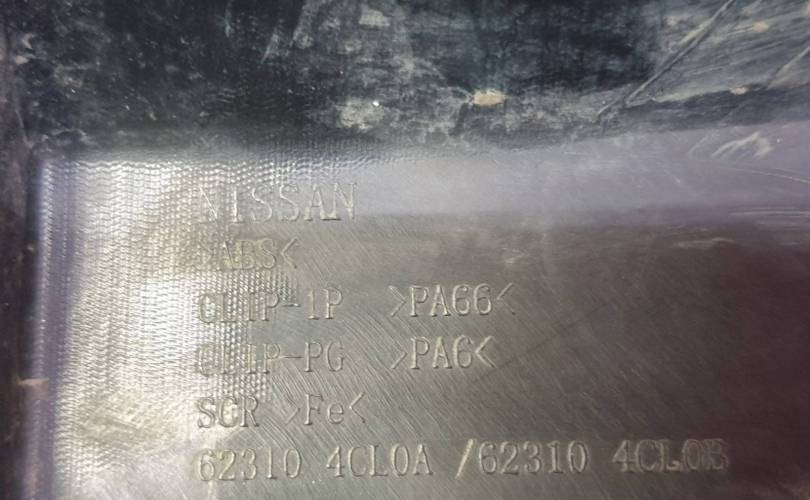 NISSAN
>ABS<
CLIP-1P >PA66<
CLIP-PG >PA6<
SCR >Fe<
62310 4CL0A /62310 4CL0B